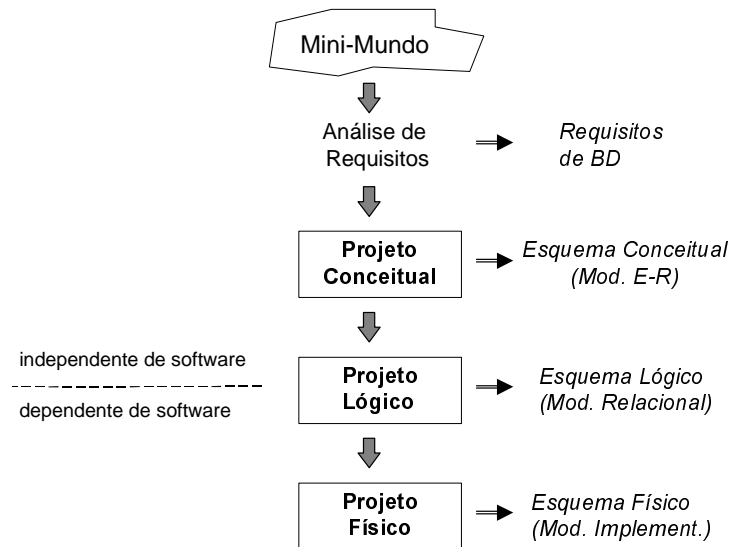 Mini-Mundo
Análise de
Requisitos
Requisitos
de BD
Projeto
Conceitual
Esquema Conceitual
(Mod. E-R)
independente de software
dependente de software
Projeto
Lógico
Esquema Lógico
(Mod. Relacional)
Projeto
Físico
Esquema Físico
(Mod. Implement.)